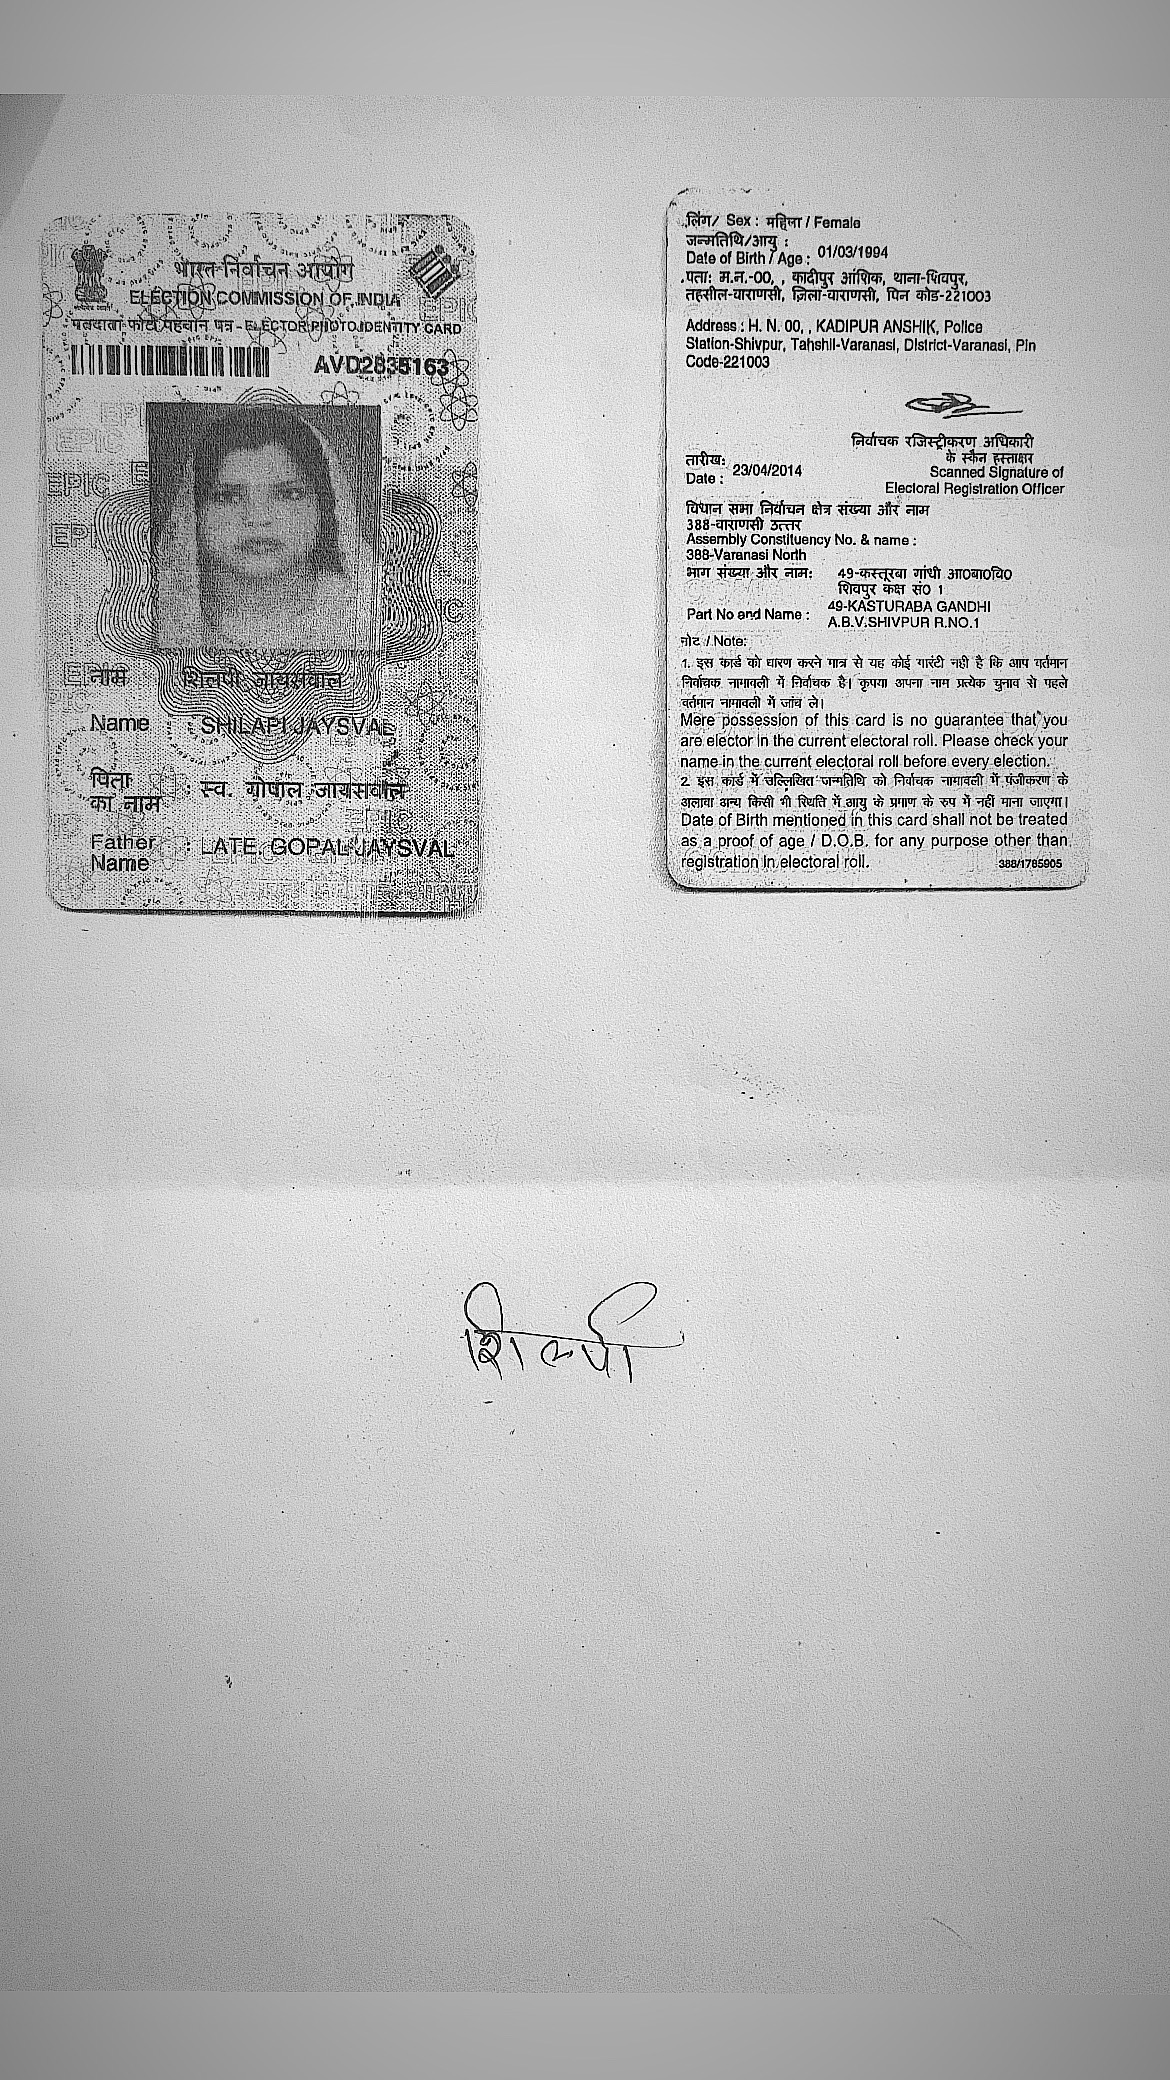 भारत निर्वाचन आयोग
ELECTION COMMISSION OF INDIA
मतदाता फोटो पहचान पत्र - ELECTOR PHOTO IDENTITY CARD
AVD2835163
नाम : शिलपी जायसवाल
Name : SHILAPI JAYSVAL
पिता
का नाम : स्व. गोपाल जायसवाल
Father
Name : LATE. GOPAL JAYSVAL
लिंग/ Sex : महिला / Female
जन्मतिथि/आयु :
Date of Birth / Age : 01/03/1994
पता: म.न.-00, , कादीपुर आंशिक, थाना-शिवपुर,
तहसील-वाराणसी, ज़िला-वाराणसी, पिन कोड-221003
Address : H. N. 00, , KADIPUR ANSHIK, Police
Station-Shivpur, Tahshil-Varanasi, District-Varanasi, Pin
Code-221003
निर्वाचक रजिस्ट्रीकरण अधिकारी
के स्कैन हस्ताक्षर
तारीख:
Date : 23/04/2014
Scanned Signature of
Electoral Registration Officer
विधान सभा निर्वाचन क्षेत्र संख्या और नाम
388-वाराणसी उत्तर
Assembly Constituency No. & name :
388-Varanasi North
भाग संख्या और नाम: 49-कस्तूरबा गांधी आ0बा0वि0
शिवपुर कक्ष सं0 1
Part No and Name : 49-KASTURABA GANDHI
A.B.V.SHIVPUR R.NO.1
नोट / Note:
1. इस कार्ड को धारण करने मात्र से यह कोई गारंटी नही है कि आप वर्तमान
निर्वाचक नामावली में निर्वाचक है। कृपया अपना नाम प्रत्येक चुनाव से पहले
वर्तमान नामावली में जांच ले।
Mere possession of this card is no guarantee that you
are elector in the current electoral roll. Please check your
name in the current electoral roll before every election.
2. इस कार्ड में उल्लिखित जन्मतिथि को निर्वाचक नामावली में पंजीकरण के
अलावा अन्य किसी भी स्थिति में आयु के प्रमाण के रुप में नहीं माना जाएगा।
Date of Birth mentioned in this card shall not be treated
as a proof of age / D.O.B. for any purpose other than
registration in electoral roll.
388/1785905
शिल्पी